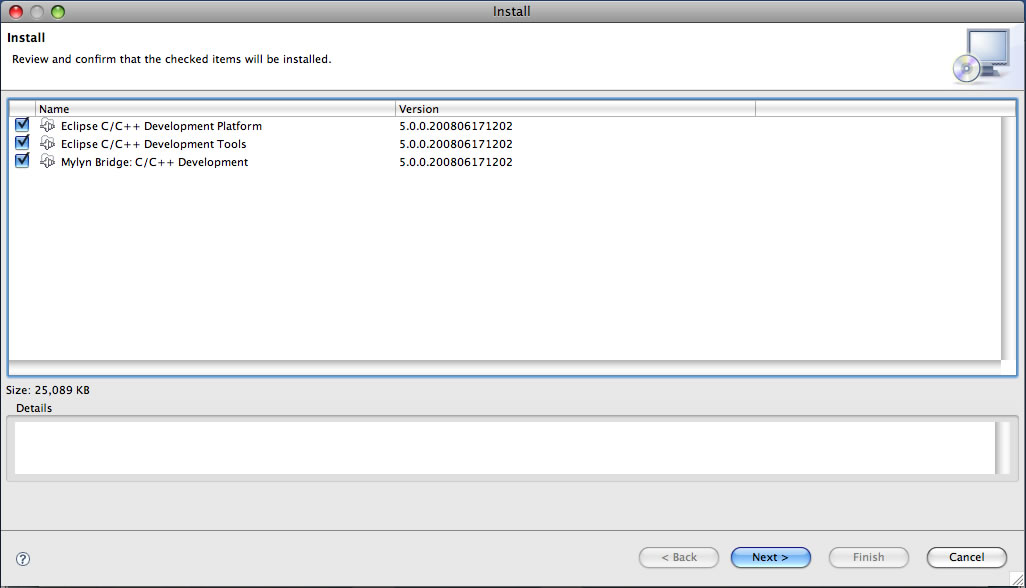 Install
Install
Review and confirm that the checked items will be installed.
Name Version
Eclipse C/C++ Development Platform 5.0.0.200806171202
Eclipse C/C++ Development Tools 5.0.0.200806171202
Mylyn Bridge: C/C++ Development 5.0.0.200806171202
Size: 25,089 KB
Details
? < Back Next > Finish Cancel